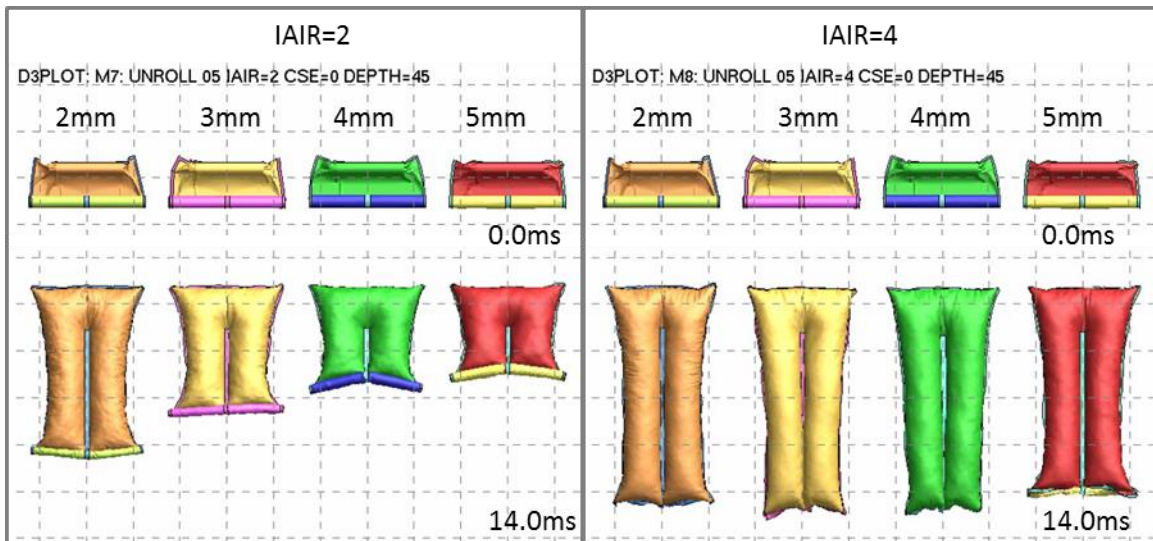 IAIR=2
D3PLOT: M7: UNROLL 05 IAIR=2 CSE=0 DEPTH=45
2mm 3mm 4mm 5mm
0.0ms
14.0ms
IAIR=4
D3PLOT: M8: UNROLL 05 IAIR=4 CSE=0 DEPTH=45
2mm 3mm 4mm 5mm
0.0ms
14.0ms